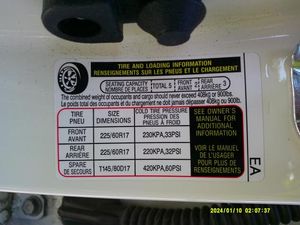 TIRE AND LOADING INFORMATION
RENSEIGNEMENTS SUR LES PNEUS ET LE CHARGEMENT
SEATING CAPACITY
NOMBRE DE PLACES
TOTAL 5
FRONT
AVANT 2
REAR
ARRIÈRE 3
The combined weight of occupants and cargo should never exceed 408kg or 900lbs.
Le poids total des occupants et du chargement ne doit jamais dépasser 408kg ou 900lb.
TIRE
PNEU
SIZE
DIMENSIONS
COLD TIRE PRESSURE
PRESSION DES
PNEUS À FROID
FRONT
AVANT
225/60R17
230KPA,33PSI
REAR
ARRIÈRE
225/60R17
220KPA,32PSI
SPARE
DE SECOURS
T145/80D17
420KPA,60PSI
SEE OWNER'S
MANUAL FOR
ADDITIONAL
INFORMATION
VOIR LE MANUEL
DE L'USAGER
POUR PLUS DE
RENSEIGNEMENTS
EA
2024/01/10 02:07:37